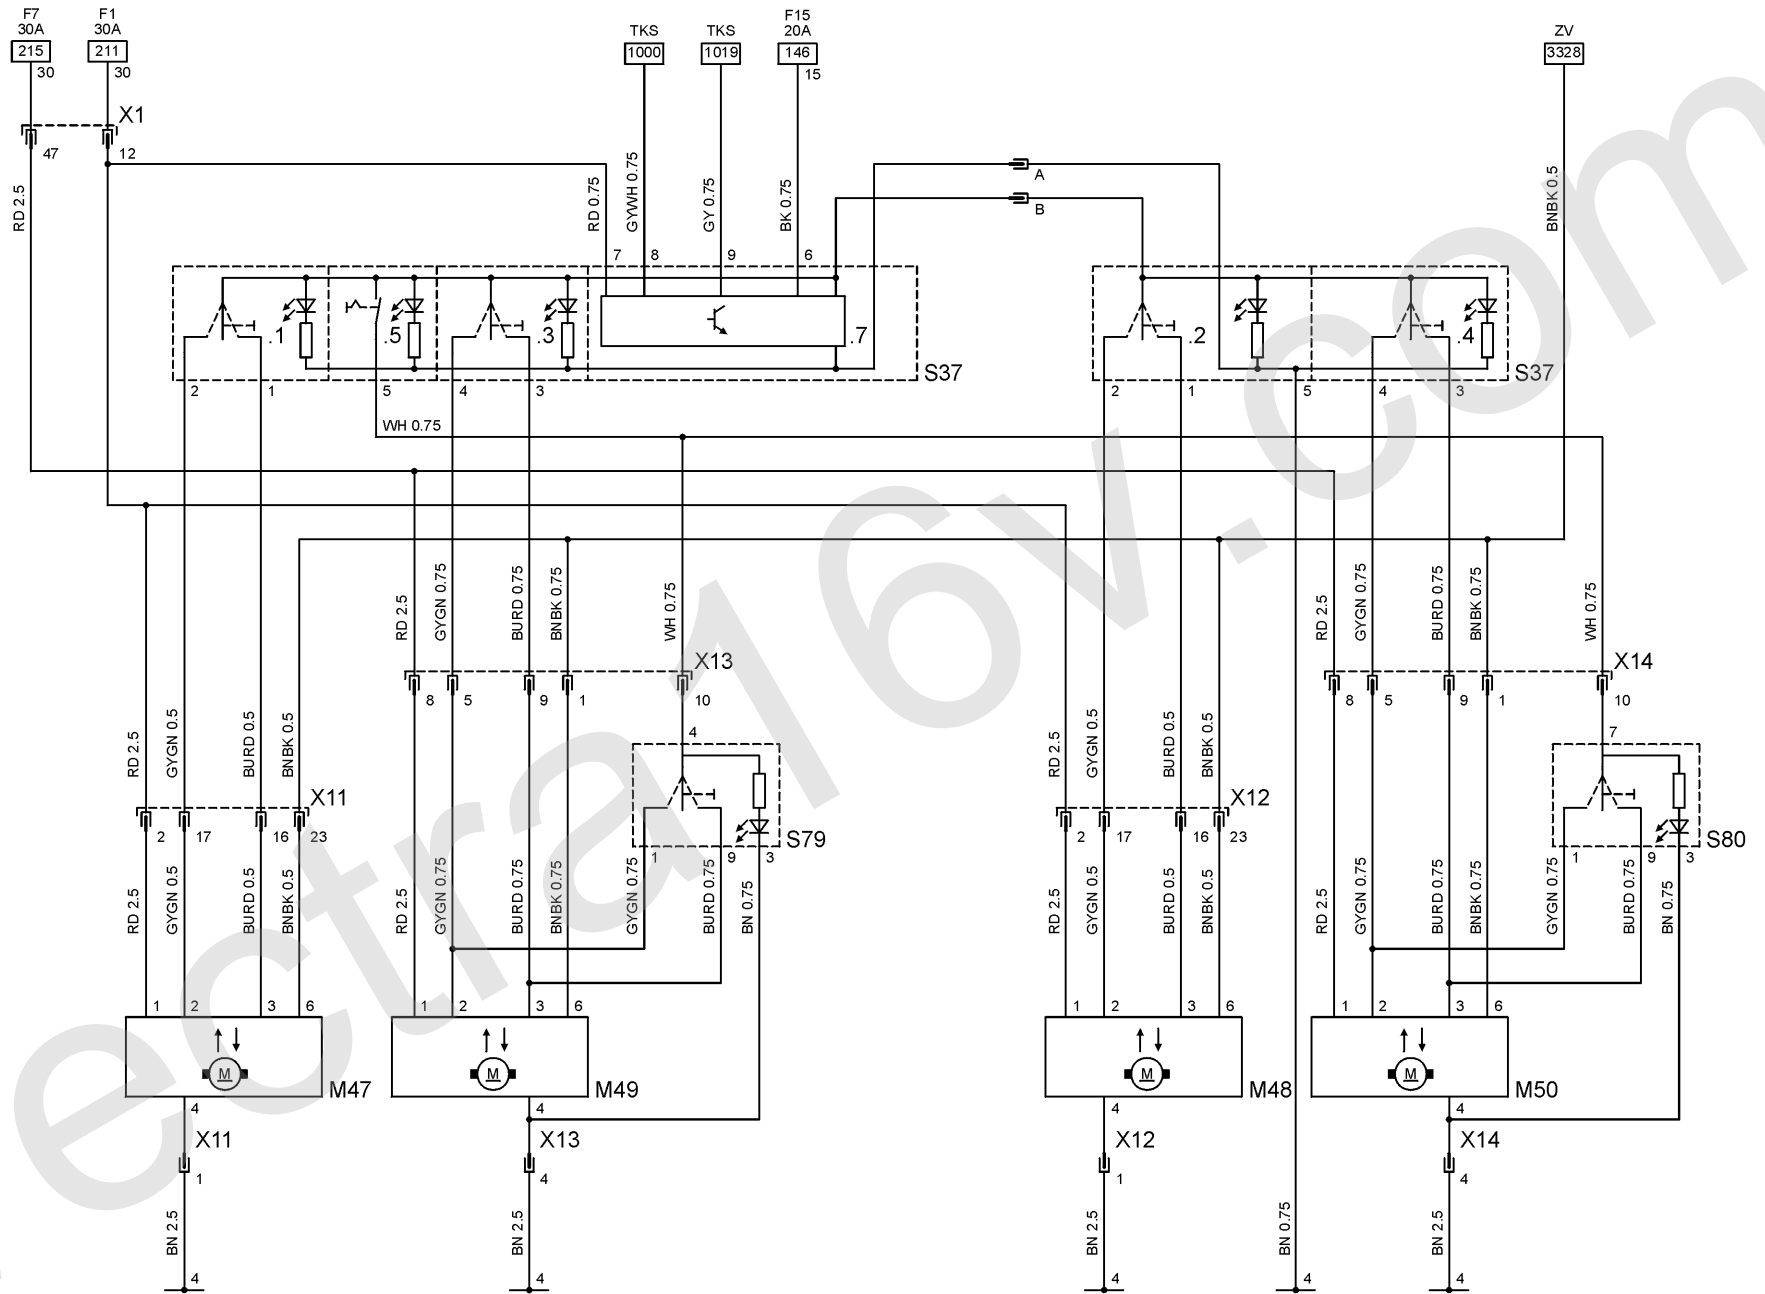 F7
30A
215
30
F1
30A
211
30
TKS
1000
TKS
1019
F15
20A
146
15
ZV
3328
X1
47
12
RD 2.5
RD 0.75
GYWH 0.75
GY 0.75
BK 0.75
A
B
BNBK 0.5
7
8
9
6
.1
.5
.3
.7
S37
.2
.4
S37
2
1
5
4
3
2
1
5
4
3
WH 0.75
RD 2.5
GYGN 0.75
BURD 0.75
BNBK 0.75
WH 0.75
RD 2.5
GYGN 0.75
BURD 0.75
BNBK 0.75
WH 0.75
X13
8
5
9
1
10
X14
8
5
9
1
10
RD 2.5
GYGN 0.5
BURD 0.5
BNBK 0.5
4
RD 2.5
GYGN 0.5
BURD 0.5
BNBK 0.5
7
X11
2
17
16
23
S79
1
9
3
X12
2
17
16
23
S80
1
9
3
RD 2.5
GYGN 0.5
BURD 0.5
BNBK 0.5
RD 2.5
GYGN 0.75
BURD 0.75
BNBK 0.75
GYGN 0.75
BURD 0.75
BN 0.75
RD 2.5
GYGN 0.5
BURD 0.5
BNBK 0.5
RD 2.5
GYGN 0.75
BURD 0.75
BNBK 0.75
GYGN 0.75
BURD 0.75
BN 0.75
1
2
3
6
1
2
3
6
1
2
3
6
1
2
3
6
M
M47
M
M49
M
M48
M
M50
4
X11
1
4
X13
4
4
X12
1
4
X14
4
BN 2.5
BN 2.5
BN 2.5
BN 0.75
BN 2.5
4
4
4
4
4
ectra16v.com